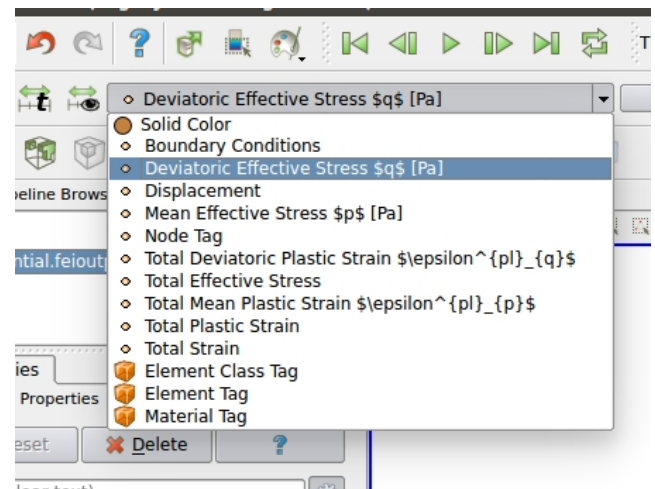 T
Deviatoric Effective Stress $q$ [Pa]
Solid Color
Boundary Conditions
Deviatoric Effective Stress $q$ [Pa]
eline Brows
Displacement
Mean Effective Stress $p$ [Pa]
Node Tag
ntial.feioutp
Total Deviatoric Plastic Strain $\epsilon^{pl}_{q}$
Total Effective Stress
Total Mean Plastic Strain $\epsilon^{pl}_{p}$
Total Plastic Strain
Total Strain
ies
Element Class Tag
Properties
Element Tag
Material Tag
eset
Delete